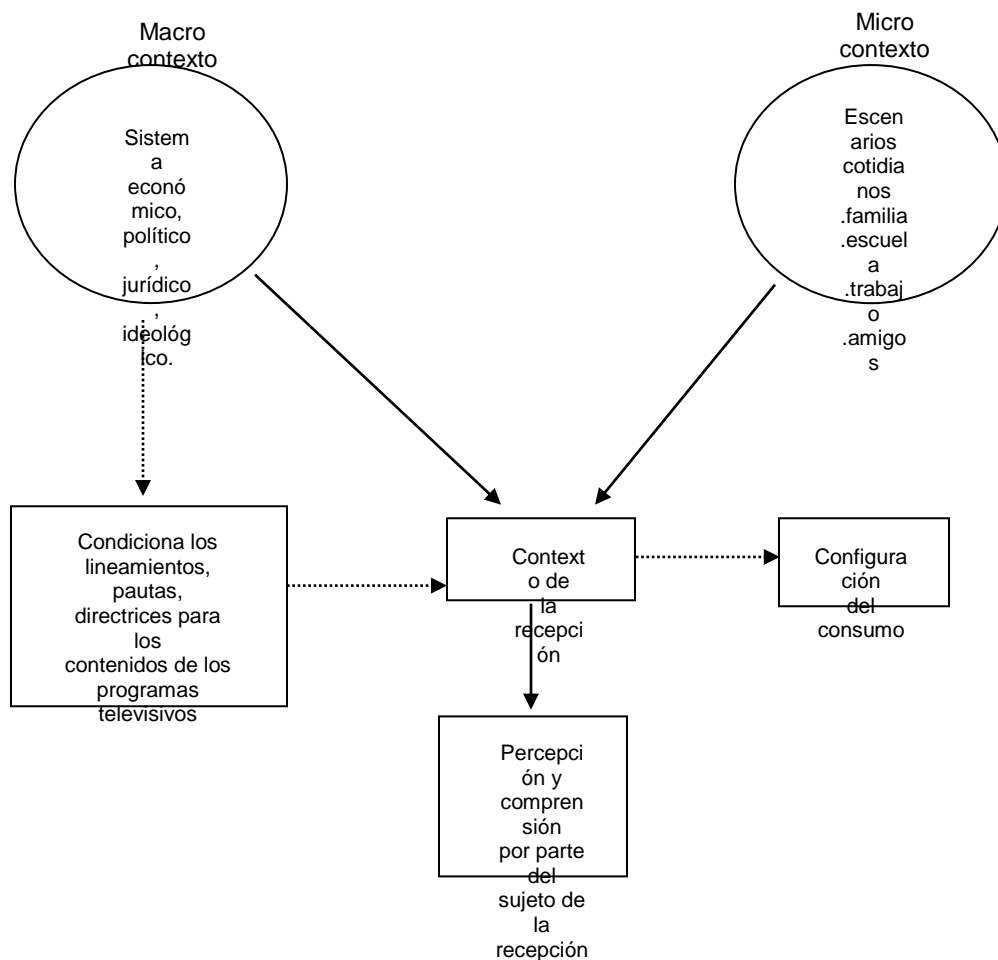 Macro
contexto
Sistem
a
econó
mico,
político
,
jurídico
,
ideológ
ico.
Micro
contexto
Escen
arios
cotidia
nos
.familia
.escuel
a
.trabaj
o
.amigo
s
Condiciona los
lineamientos,
pautas,
directrices para
los
contenidos de los
programas
televisivos
Context
o de
la
recepci
ón
Configura
ción
del
consumo
Percepci
ón y
compren
sión
por parte
del
sujeto de
la
recepción